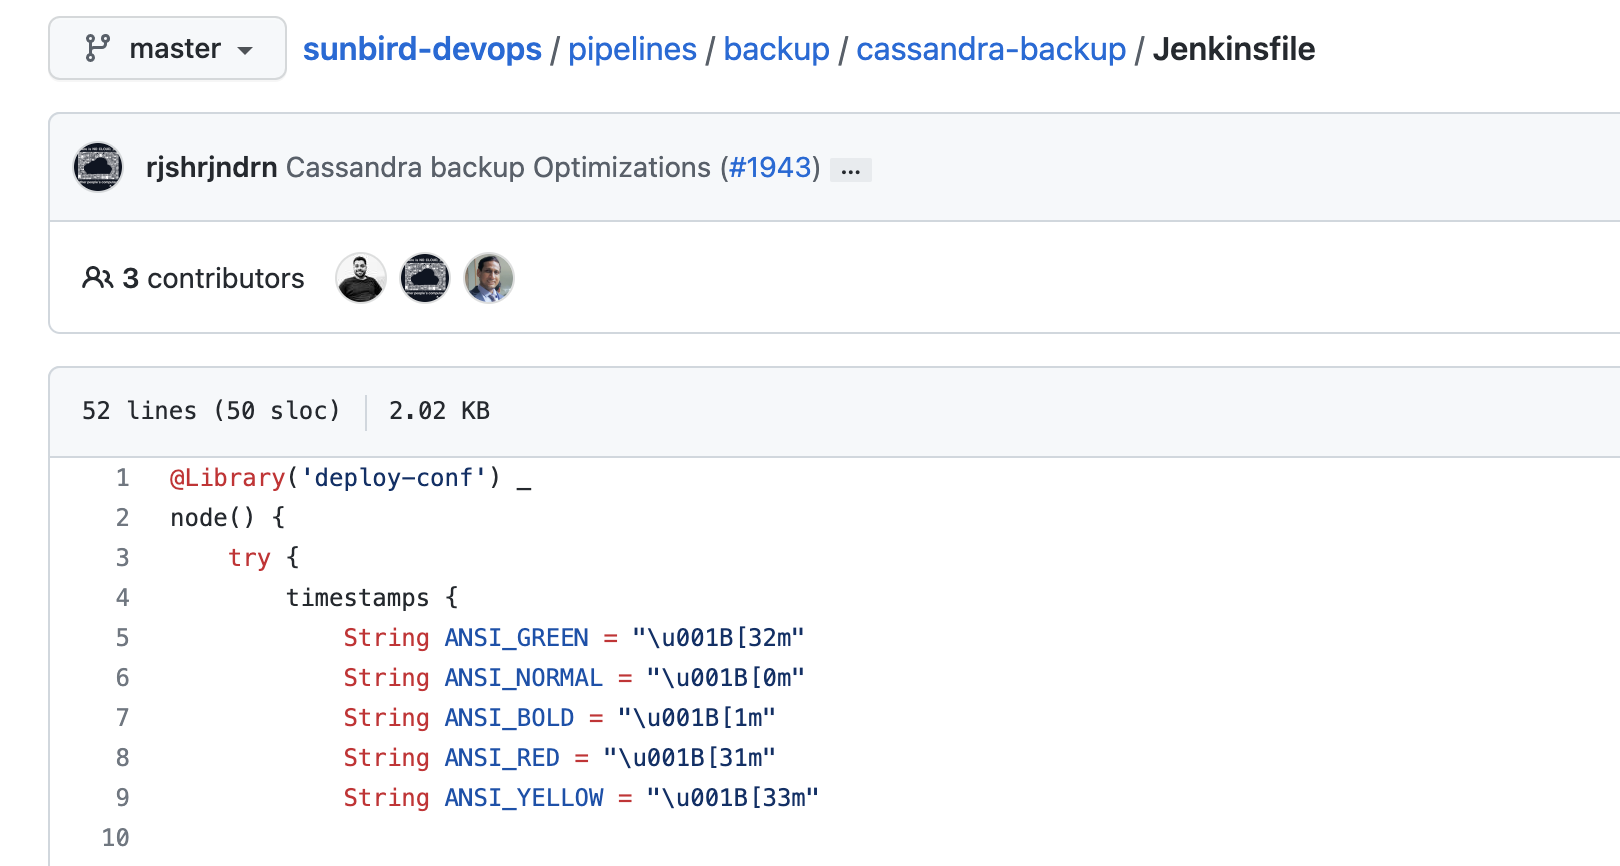 master sunbird-devops / pipelines / backup / cassandra-backup / Jenkinsfile
rjshrjndrn Cassandra backup Optimizations (#1943) ...
3 contributors
52 lines (50 sloc) 2.02 KB
1 @Library('deploy-conf') _
2 node() {
3 try {
4 timestamps {
5 String ANSI_GREEN = "\u001B[32m"
6 String ANSI_NORMAL = "\u001B[0m"
7 String ANSI_BOLD = "\u001B[1m"
8 String ANSI_RED = "\u001B[31m"
9 String ANSI_YELLOW = "\u001B[33m"
10